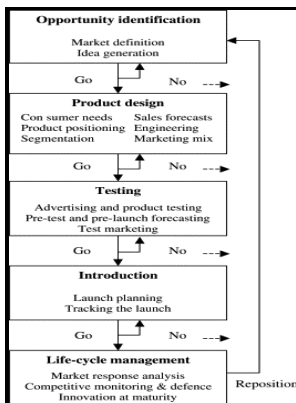 Opportunity identification
Market definition
Idea generation
Go No
Product design
Con sumer needs Sales forecasts
Product positioning Engineering
Segmentation Marketing mix
Go No
Testing
Advertising and product testing
Pre-test and pre-launch forecasting
Test marketing
Go No
Introduction
Launch planning
Tracking the launch
Go No
Life-cycle management
Market response analysis
Competitive monitoring & defence
Innovation at maturity
Reposition